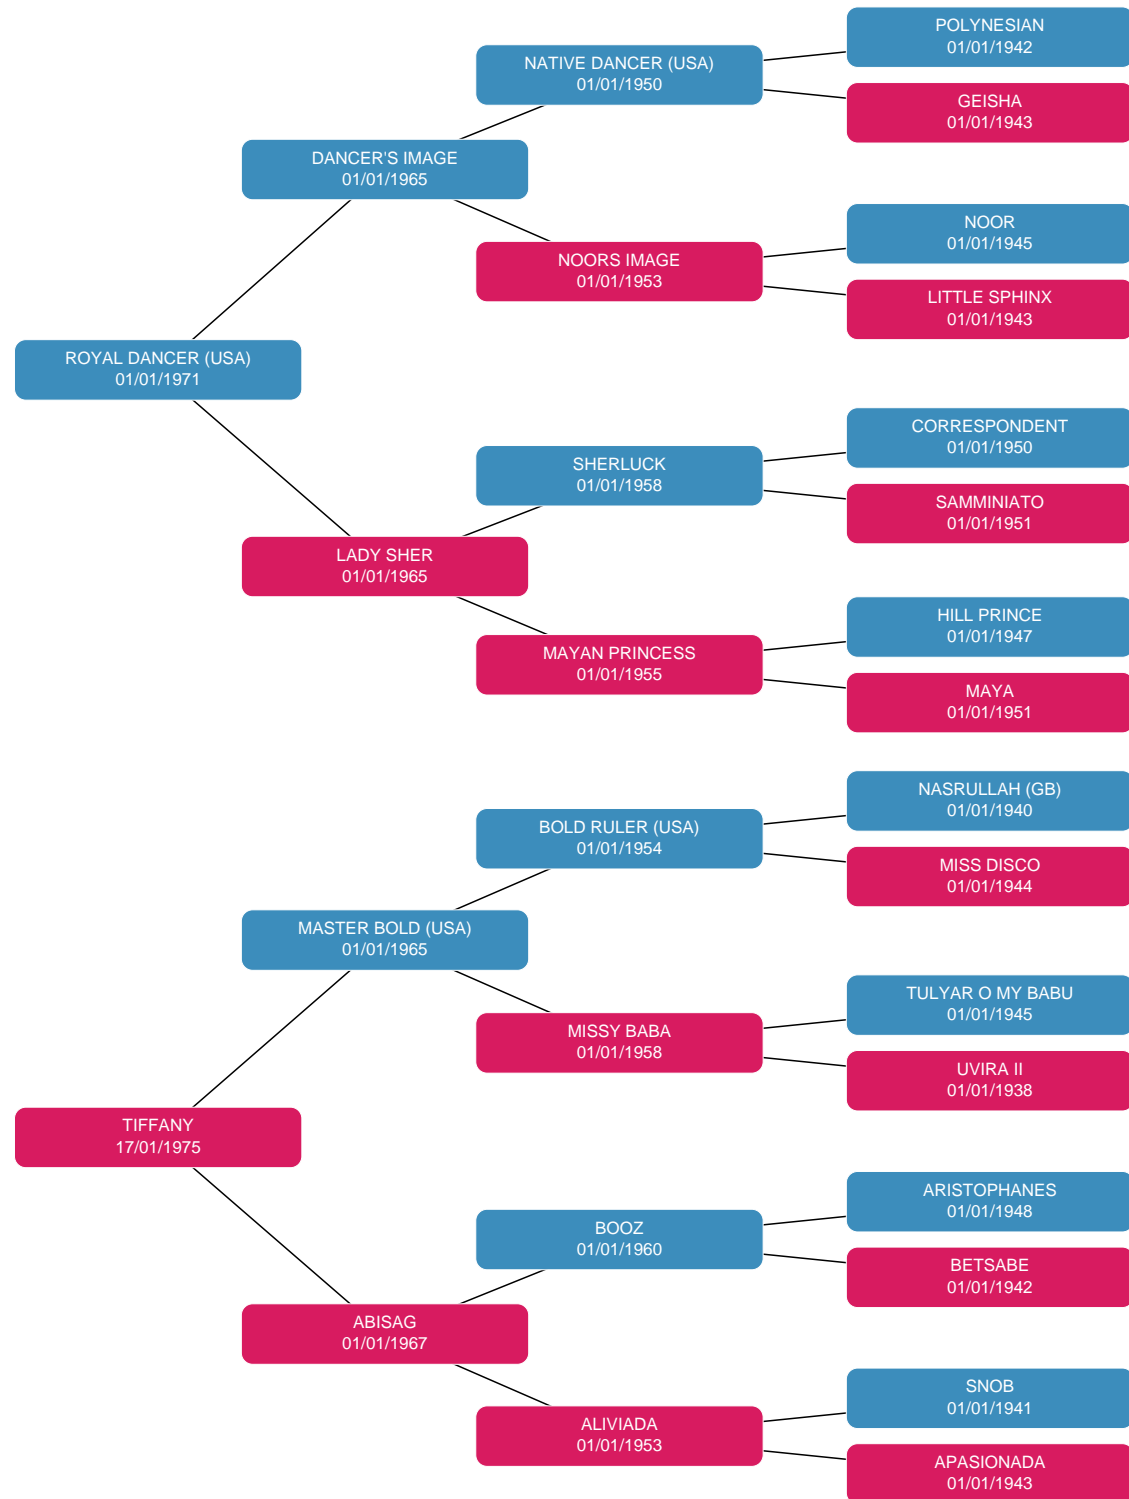 POLYNESIAN
01/01/1942
NATIVE DANCER (USA)
01/01/1950
GEISHA
01/01/1943
DANCER'S IMAGE
01/01/1965
NOOR
01/01/1945
NOORS IMAGE
01/01/1953
LITTLE SPHINX
01/01/1943
ROYAL DANCER (USA)
01/01/1971
CORRESPONDENT
01/01/1950
SHERLUCK
01/01/1958
SAMMINIATO
01/01/1951
LADY SHER
01/01/1965
HILL PRINCE
01/01/1947
MAYAN PRINCESS
01/01/1955
MAYA
01/01/1951
NASRULLAH (GB)
01/01/1940
BOLD RULER (USA)
01/01/1954
MISS DISCO
01/01/1944
MASTER BOLD (USA)
01/01/1965
TULYAR O MY BABU
01/01/1945
MISSY BABA
01/01/1958
UVIRA II
01/01/1938
TIFFANY
17/01/1975
ARISTOPHANES
01/01/1948
BOOZ
01/01/1960
BETSABE
01/01/1942
ABISAG
01/01/1967
SNOB
01/01/1941
ALIVIADA
01/01/1953
APASIONADA
01/01/1943